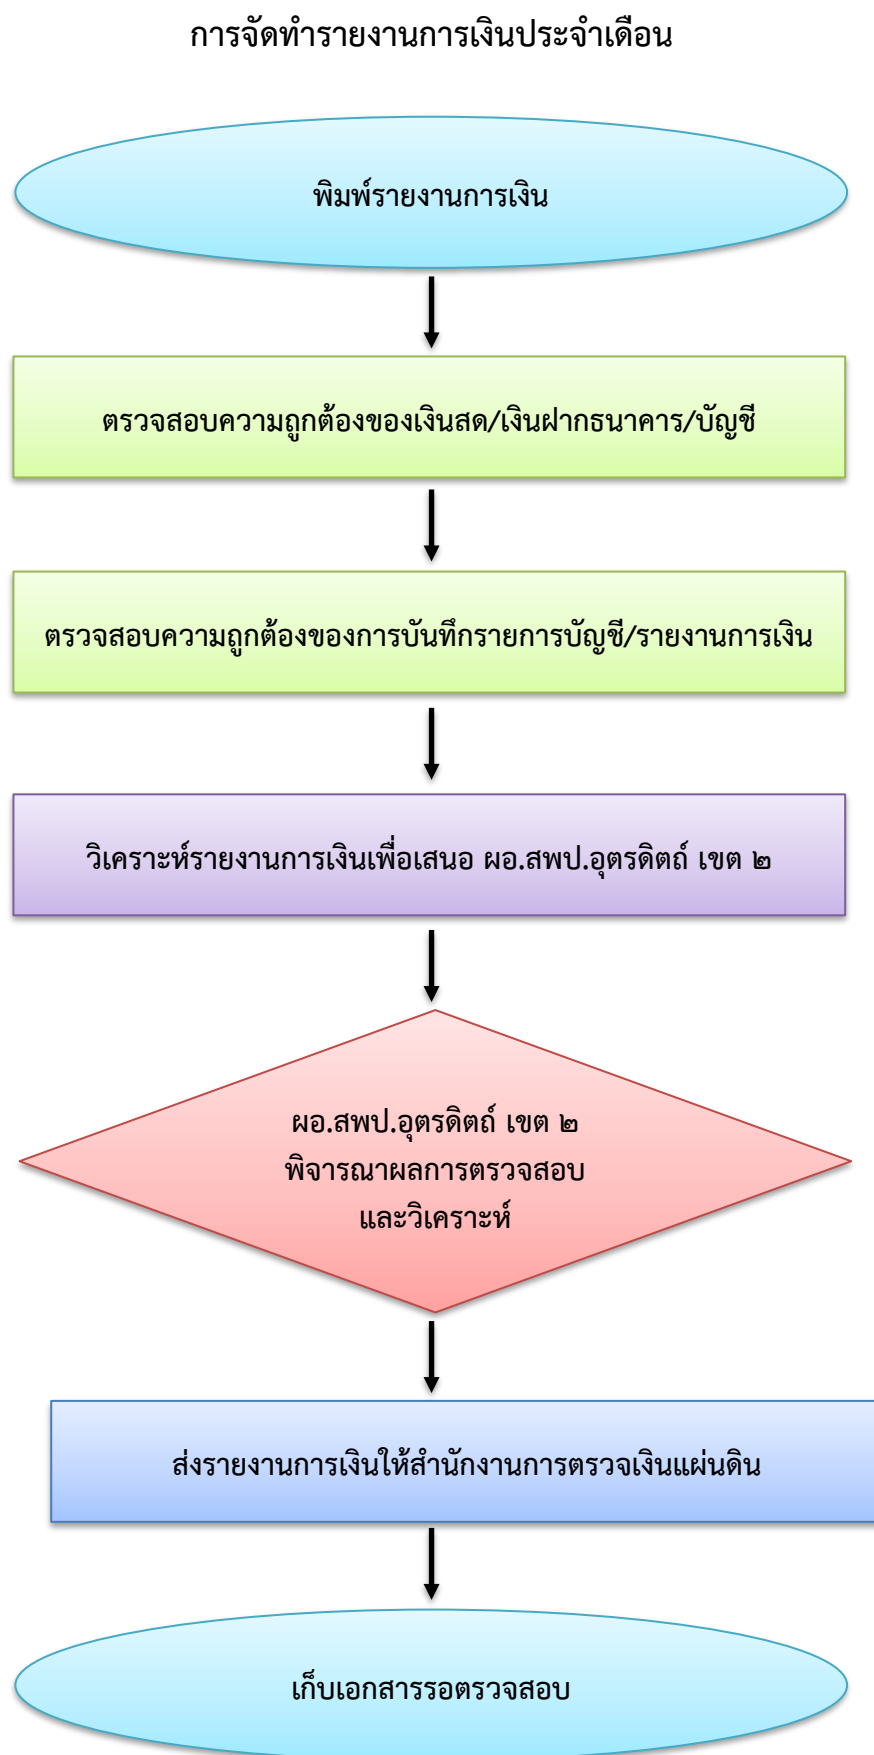 การจัดทำรายงานการเงินประจำเดือน
พิมพ์รายงานการเงิน
ตรวจสอบความถูกต้องของเงินสด/เงินฝากธนาคาร/บัญชี
ตรวจสอบความถูกต้องของการบันทึกรายการบัญชี/รายงานการเงิน
วิเคราะห์รายงานการเงินเพื่อเสนอ ผอ.สพป.อุตรดิตถ์ เขต ๒
ผอ.สพป.อุตรดิตถ์ เขต ๒
พิจารณาผลการตรวจสอบ
และวิเคราะห์
ส่งรายงานการเงินให้สำนักงานการตรวจเงินแผ่นดิน
เก็บเอกสารรอตรวจสอบ